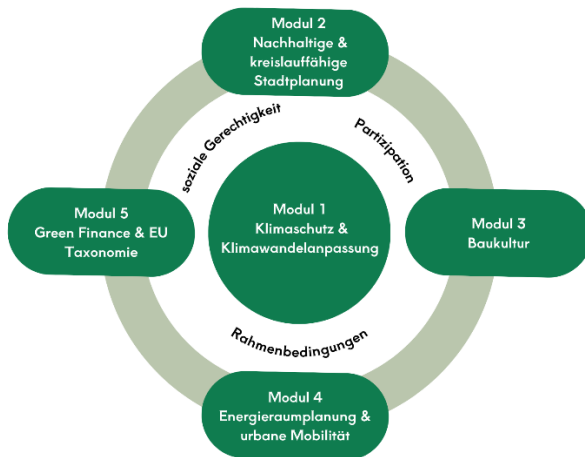 Modul 2
Nachhaltige &
kreislauffähige
Stadtplanung
soziale Gerechtigkeit
Partizipation
Modul 1
Klimaschutz &
Klimawandelanpassung
Modul 5
Green Finance & EU
Taxonomie
Modul 3
Baukultur
Rahmenbedingungen
Modul 4
Energieraumplanung &
urbane Mobilität